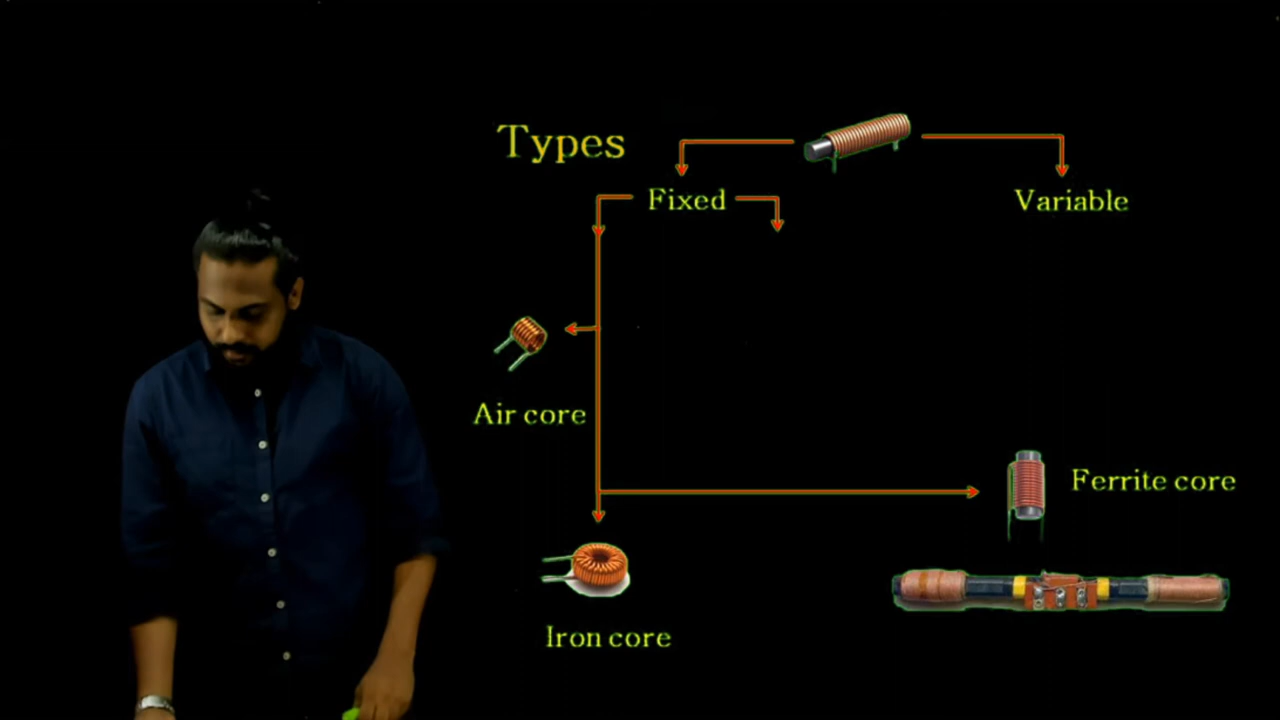 Types
Fixed
Variable
Air core
Ferrite core
Iron core